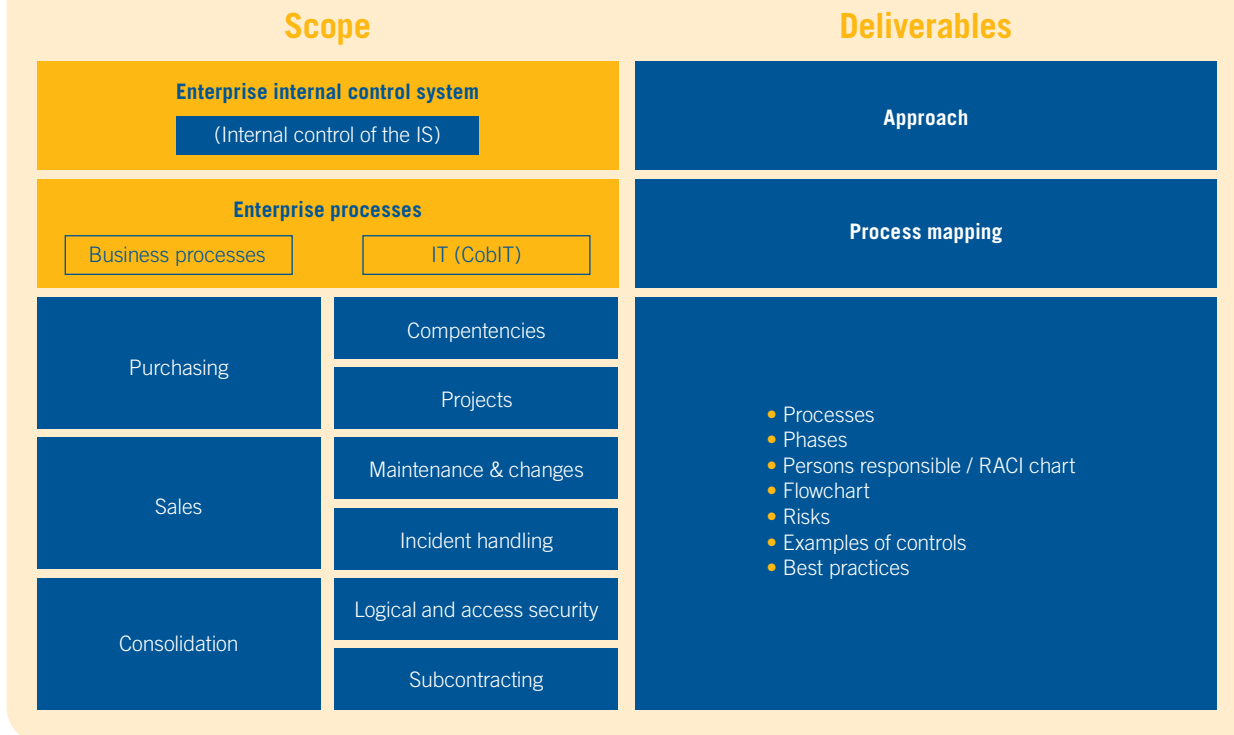 Scope
Deliverables
Enterprise internal control system
(Internal control of the IS)
Approach
Enterprise processes
Business processes
IT (CobIT)
Process mapping
Purchasing
Sales
Consolidation
Compentencies
Projects
Maintenance & changes
Incident handling
Logical and access security
Subcontracting
• Processes
• Phases
• Persons responsible / RACI chart
• Flowchart
• Risks
• Examples of controls
• Best practices